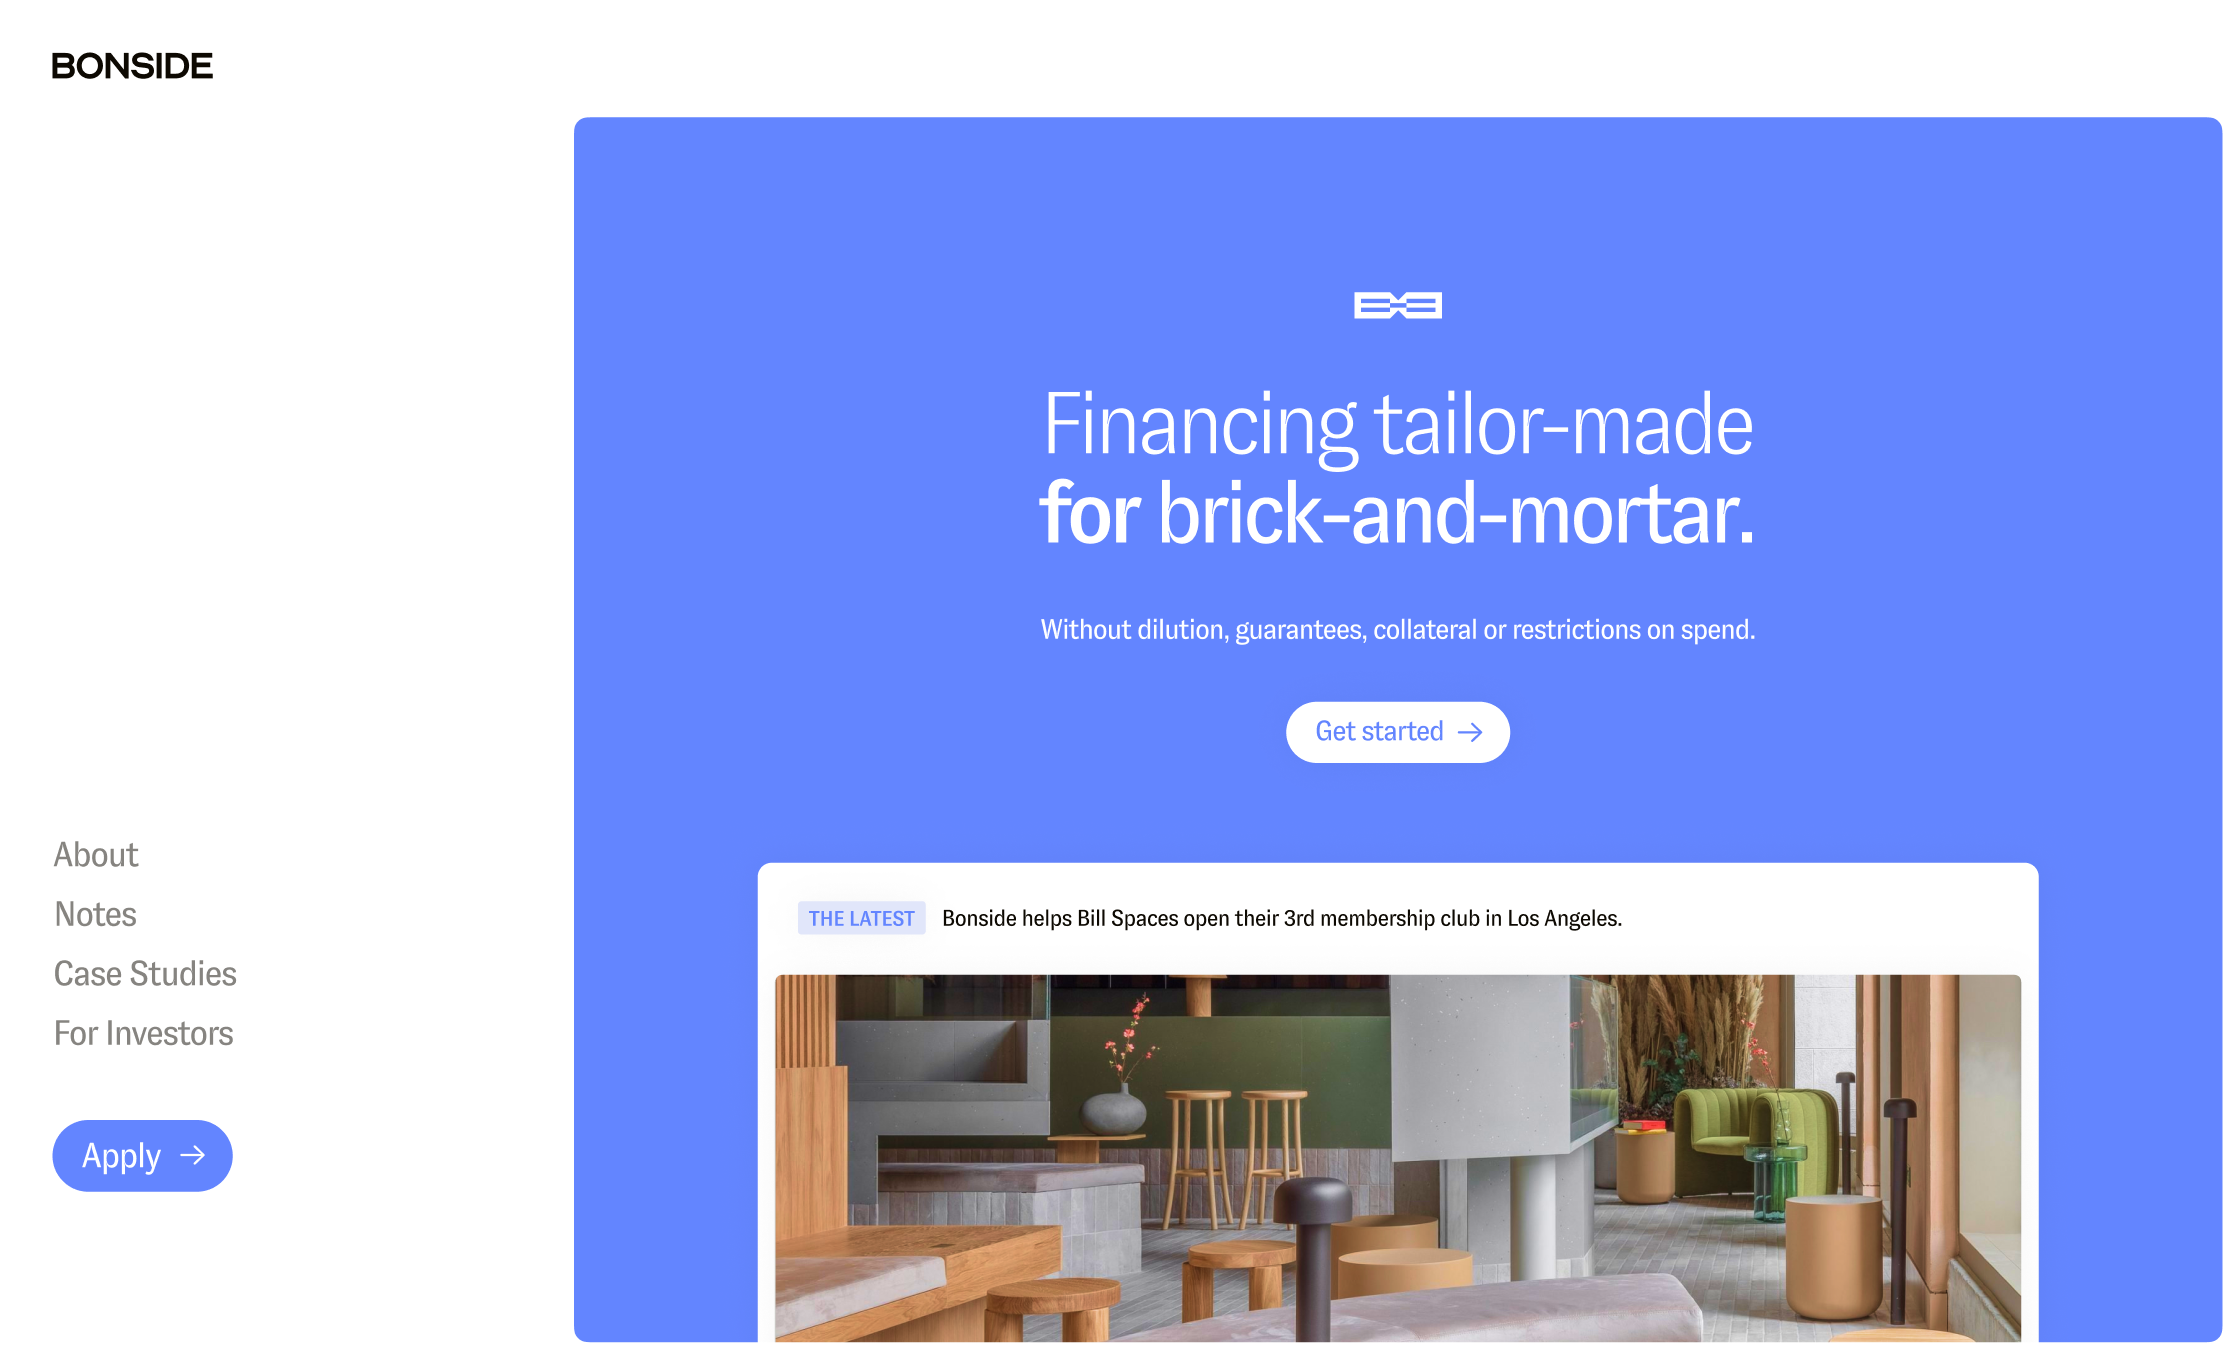 BONSIDE
About
Notes
Case Studies
For Investors
Apply
Financing tailor-made
for brick-and-mortar.
Without dilution, guarantees, collateral or restrictions on spend.
Get started
THE LATEST Bonside helps Bill Spaces open their 3rd membership club in Los Angeles.